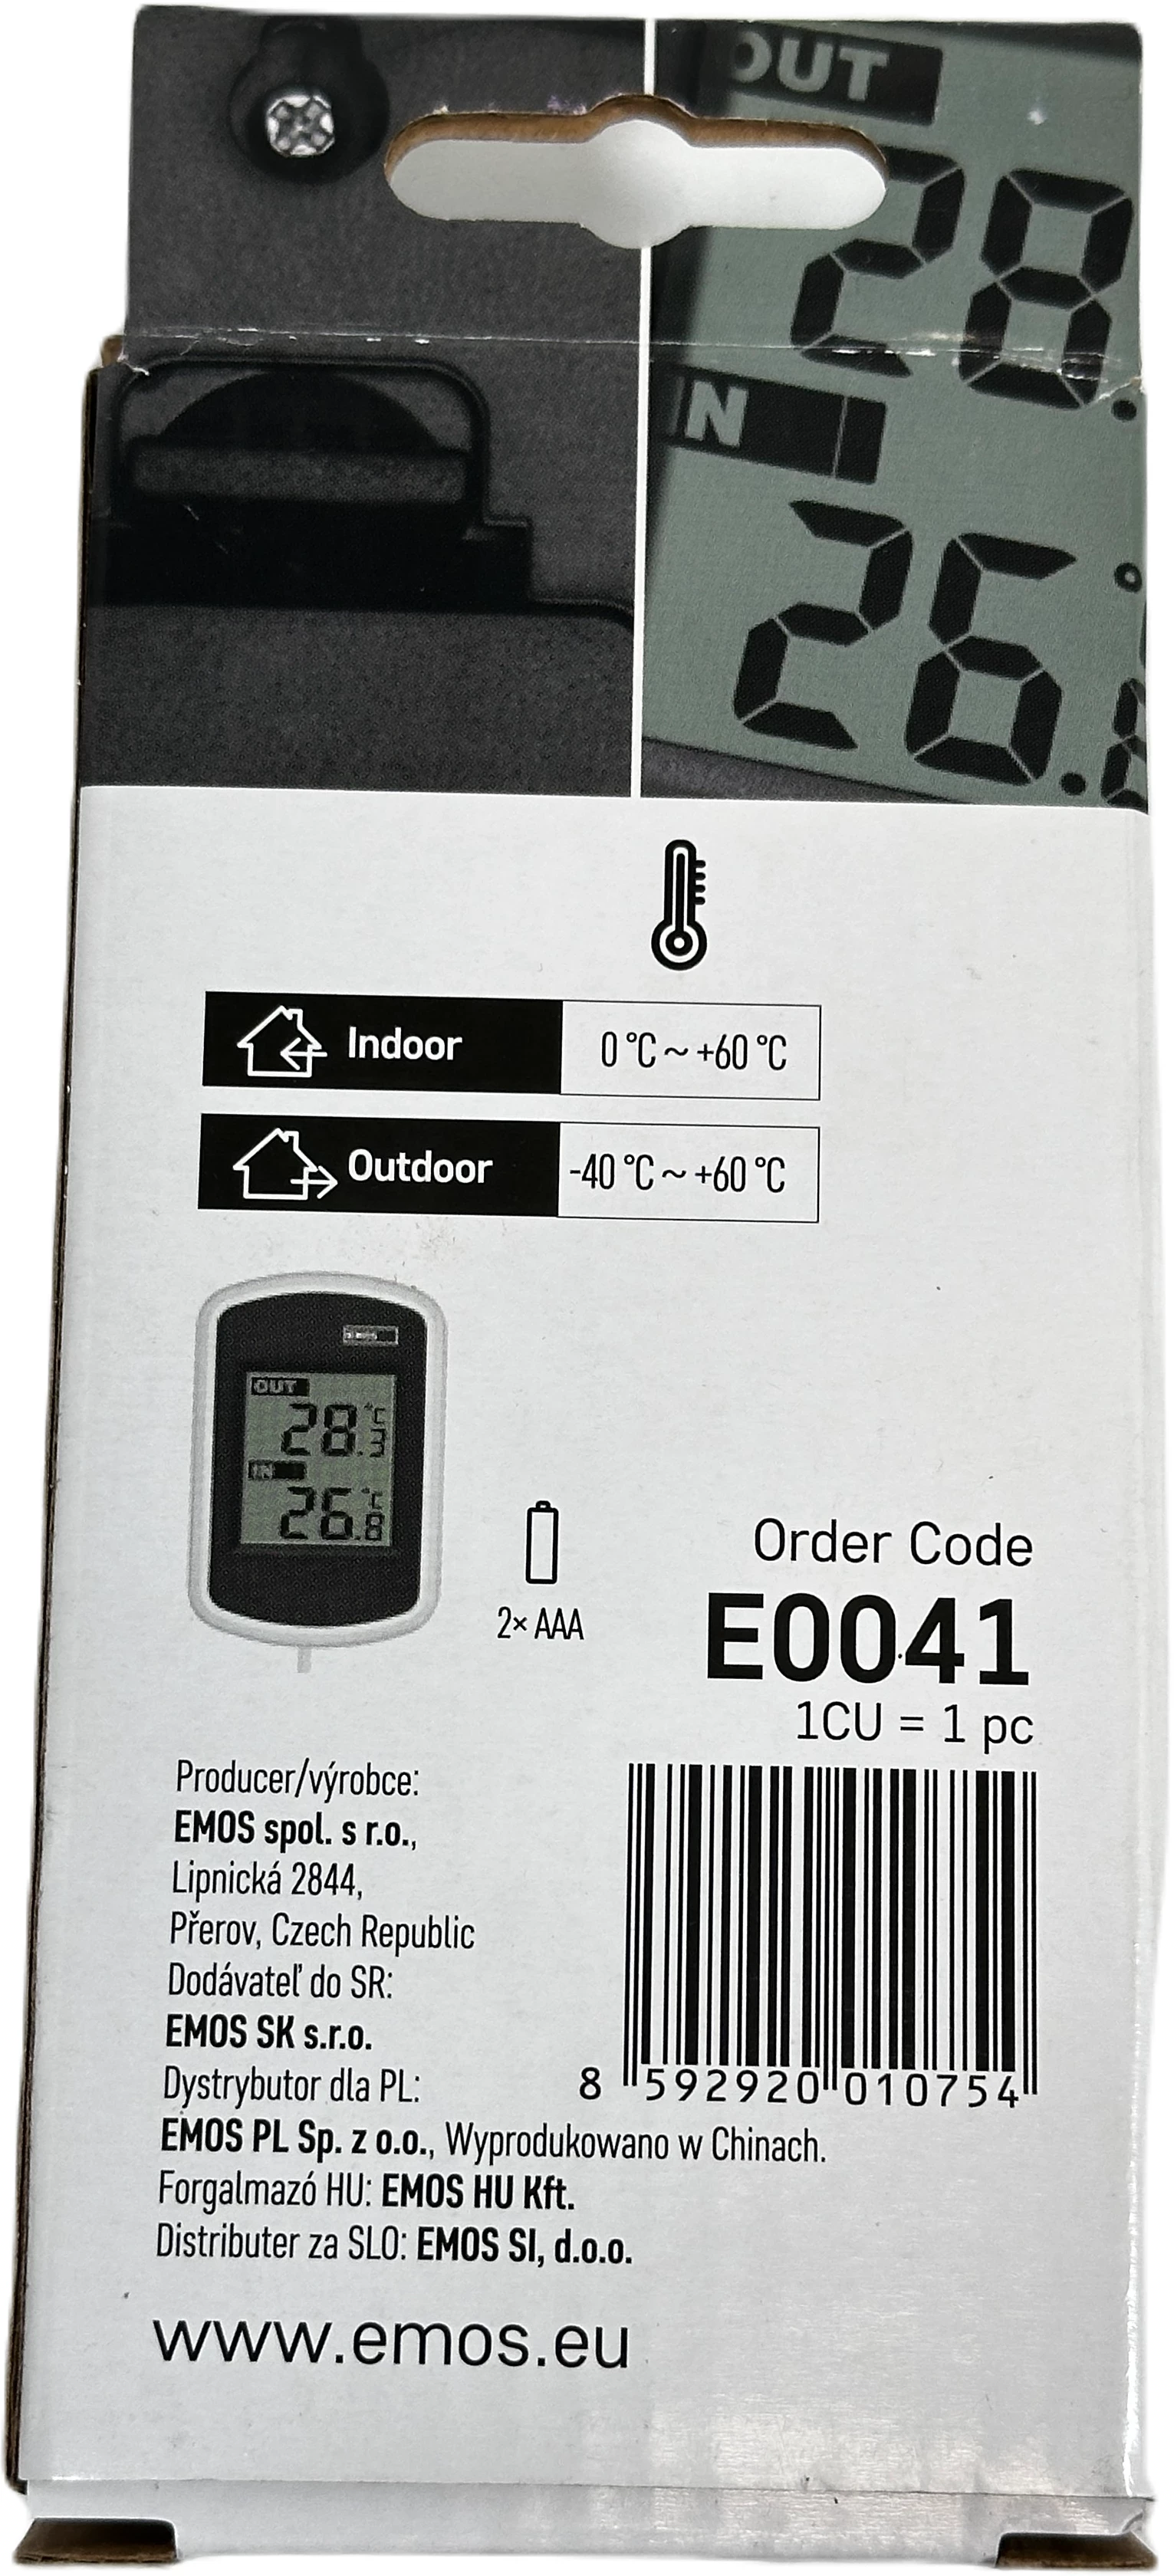 OUT
28.
IN
26.8
Indoor 0 °C ~ +60 °C
Outdoor -40 °C ~ +60 °C
OUT
28.3 °C
IN
26.8 °C
2× AAA
Order Code
E0041
1CU = 1 pc
Producer/výrobce:
EMOS spol. s r.o.,
Lipnická 2844,
Přerov, Czech Republic
Dodávateľ do SR:
EMOS SK s.r.o.
Dystrybutor dla PL:
EMOS PL Sp. z o.o., Wyprodukowano w Chinach.
Forgalmazó HU: EMOS HU Kft.
Distributer za SLO: EMOS SI, d.o.o.
8 592920 010754
www.emos.eu